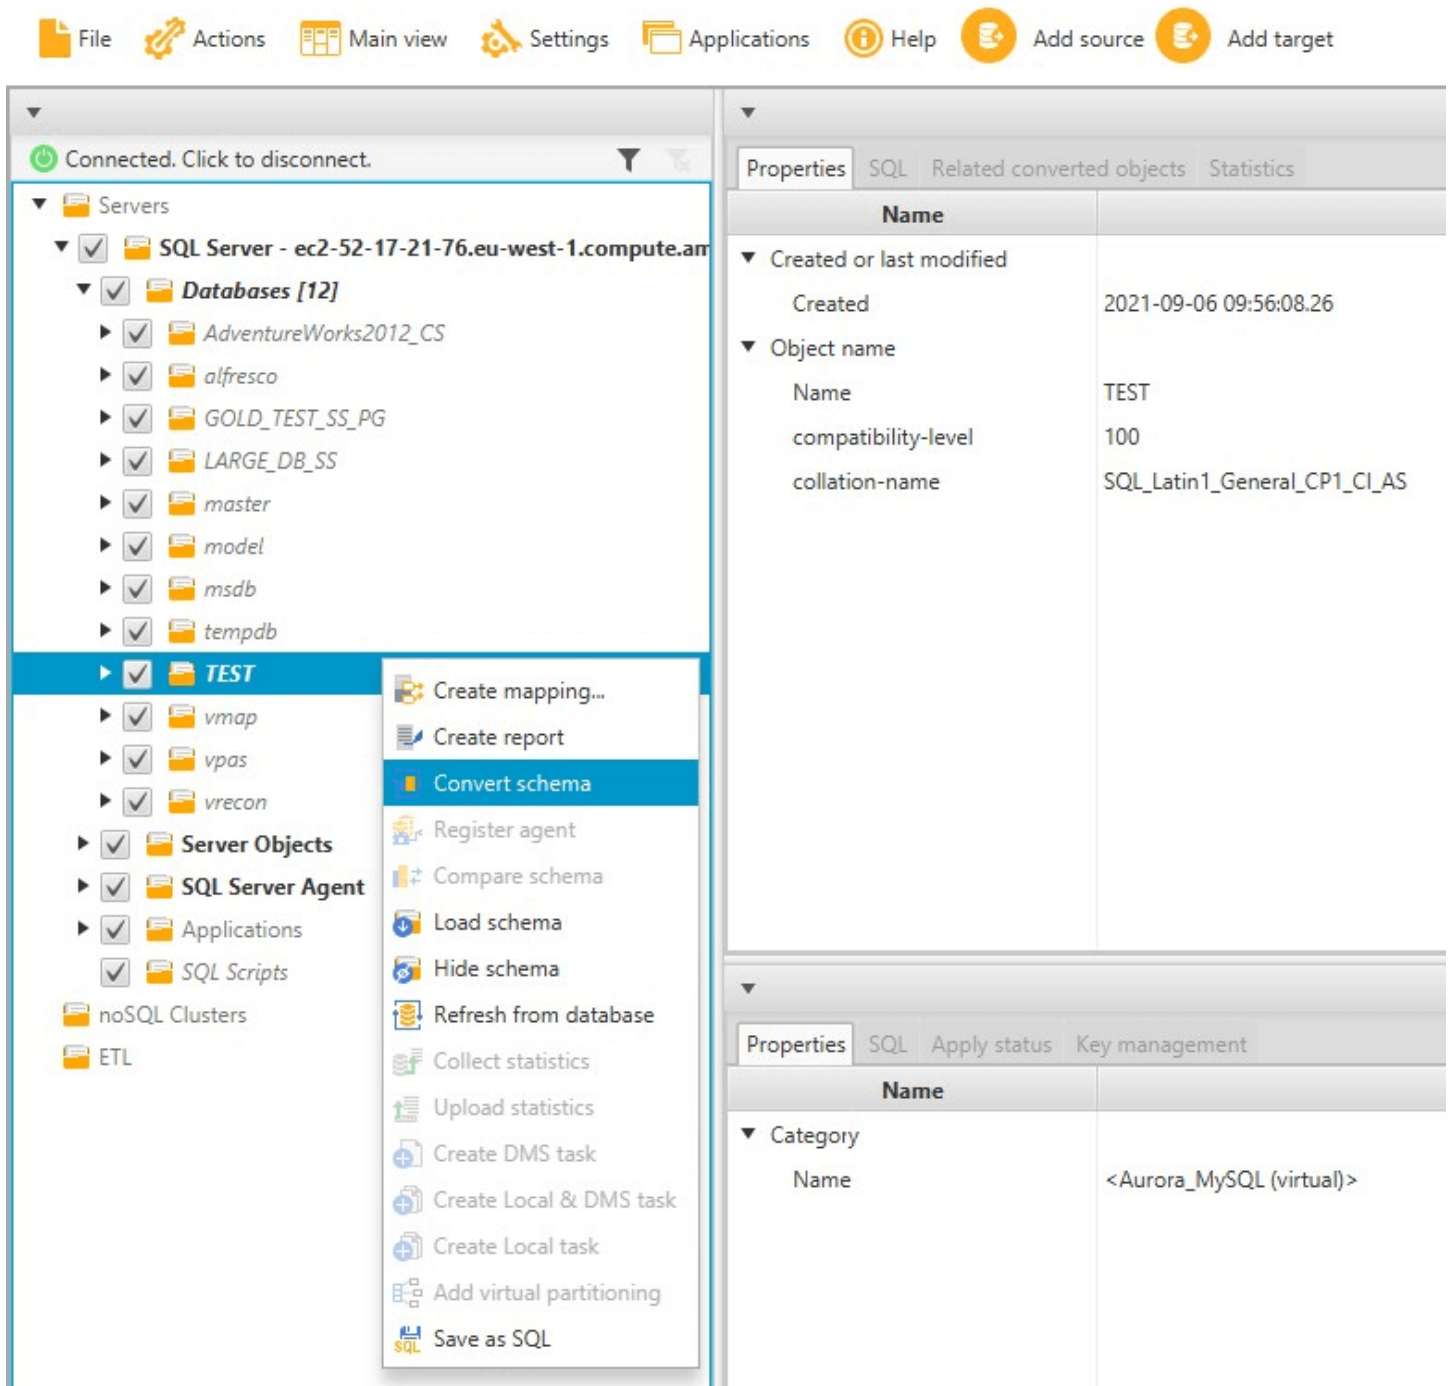 File Actions Main view Settings Applications Help Add source Add target
Connected. Click to disconnect.
Servers
SQL Server - ec2-52-17-21-76.eu-west-1.compute.am
Databases [12]
AdventureWorks2012_CS
alfresco
GOLD_TEST_SS_PG
LARGE_DB_SS
master
model
msdb
tempdb
TEST
vmap
vpas
vrecon
Server Objects
SQL Server Agent
Applications
SQL Scripts
noSQL Clusters
ETL
Create mapping...
Create report
Convert schema
Register agent
Compare schema
Load schema
Hide schema
Refresh from database
Collect statistics
Upload statistics
Create DMS task
Create Local & DMS task
Create Local task
Add virtual partitioning
SQL Save as SQL
Properties SQL Related converted objects Statistics
Name
Created or last modified
Created 2021-09-06 09:56:08.26
Object name
Name TEST
compatibility-level 100
collation-name SQL_Latin1_General_CP1_CI_AS
Properties SQL Apply status Key management
Name
Category
Name <Aurora_MySQL (virtual)>